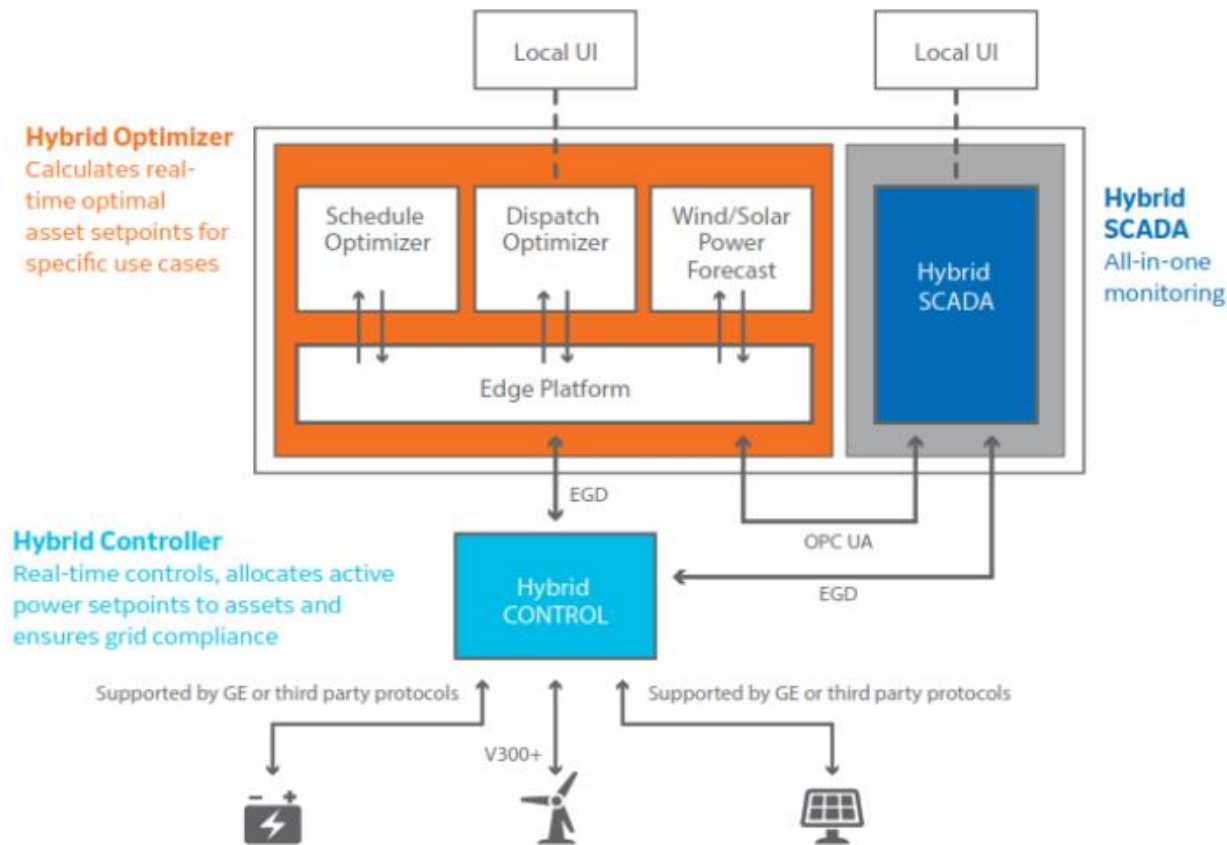 Local UI
Local UI
Hybrid Optimizer
Calculates real-
time optimal
asset setpoints for
specific use cases
Schedule
Optimizer
Dispatch
Optimizer
Wind/Solar
Power
Forecast
Edge Platform
Hybrid
SCADA
Hybrid
SCADA
All-in-one
monitoring
EGD
OPC UA
EGD
Hybrid Controller
Real-time controls, allocates active
power setpoints to assets and
ensures grid compliance
Hybrid
CONTROL
Supported by GE or third party protocols
Supported by GE or third party protocols
V300+